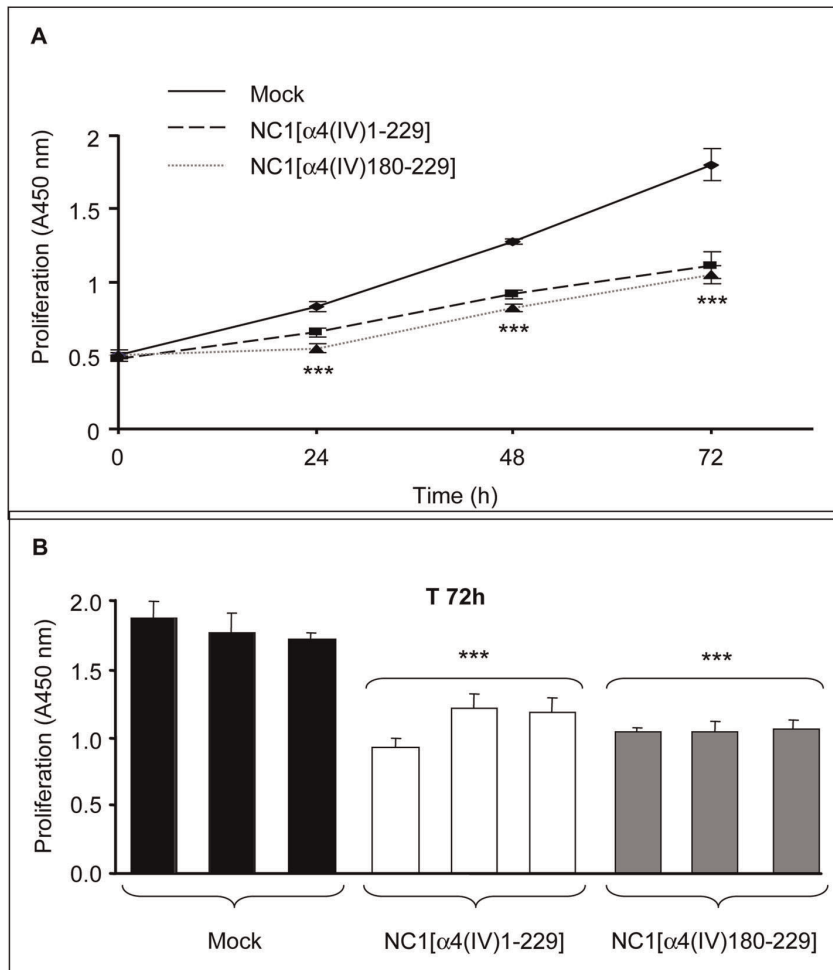 A
Mock
NC1[α4(IV)1-229]
NC1[α4(IV)180-229]
Proliferation (A450 nm)
2
1.5
1
0.5
0
***
***
***
0 24 48 72
Time (h)
B
T 72h
Proliferation (A450 nm)
2.0
1.5
1.0
0.5
0.0
*** ***
Mock NC1[α4(IV)1-229] NC1[α4(IV)180-229]